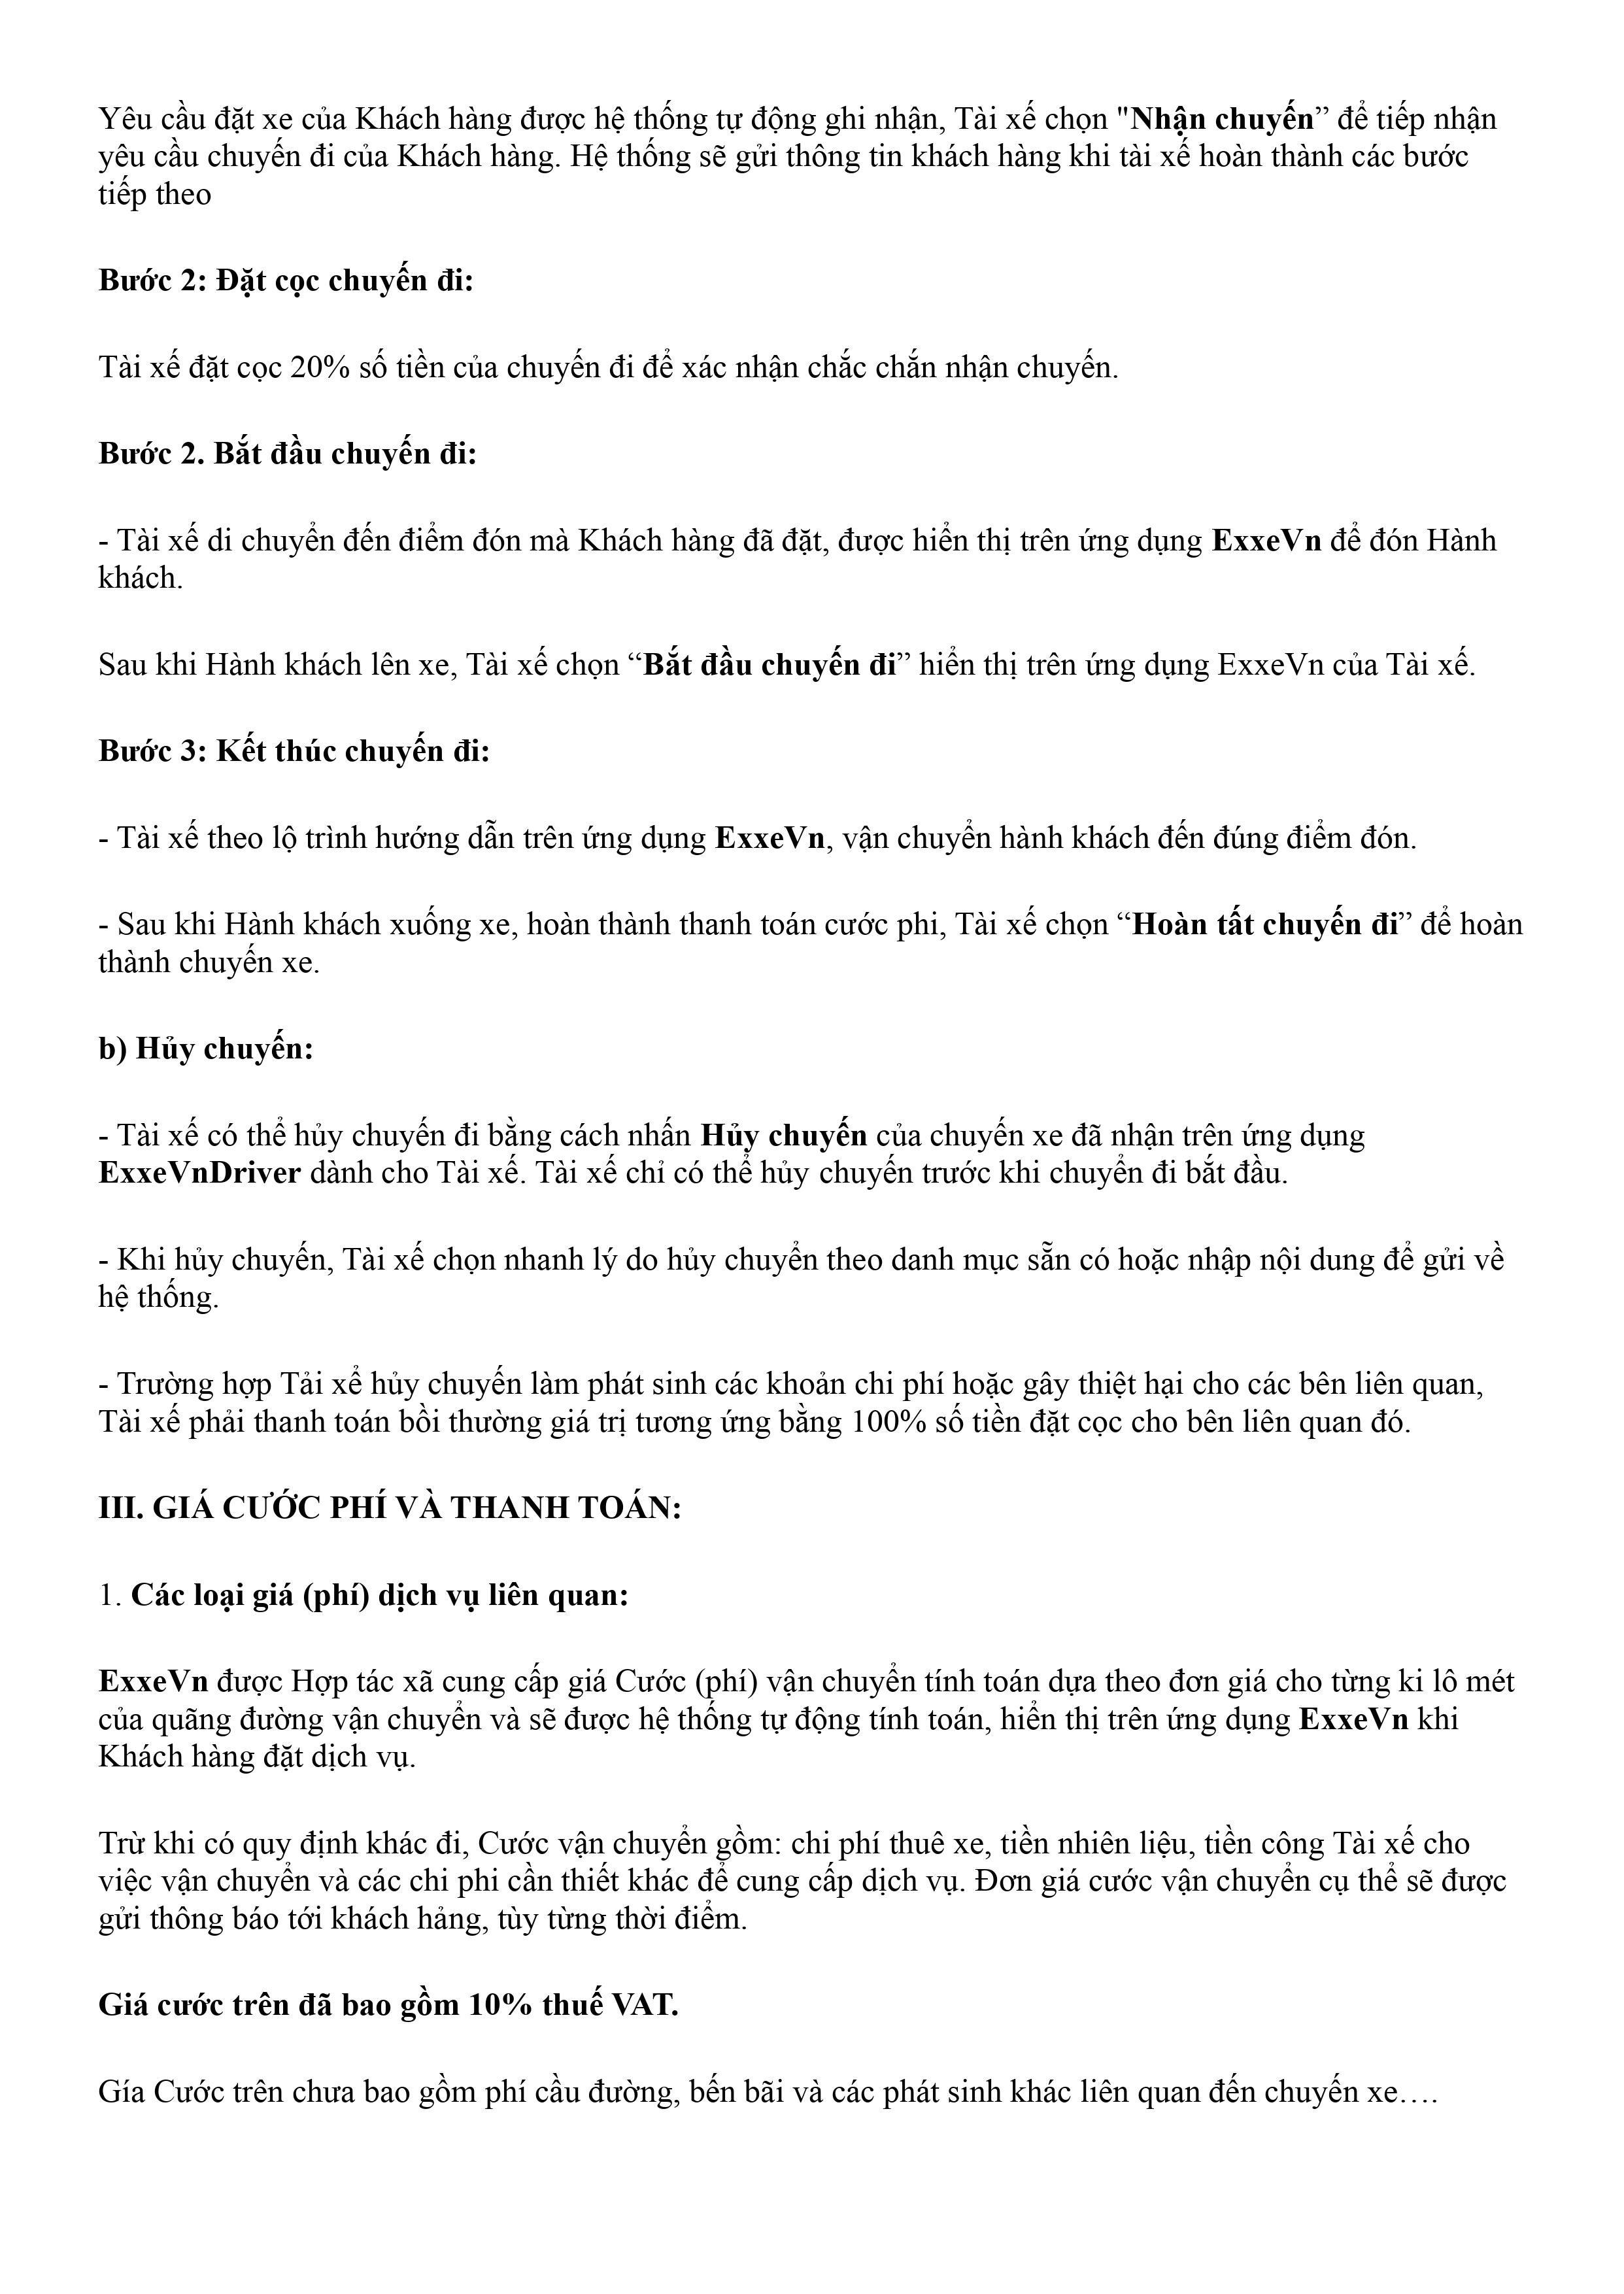 Yêu cầu đặt xe của Khách hàng được hệ thống tự động ghi nhận, Tài xế chọn "Nhận chuyến” để tiếp nhận
yêu cầu chuyến đi của Khách hàng. Hệ thống sẽ gửi thông tin khách hàng khi tài xế hoàn thành các bước
tiếp theo
Bước 2: Đặt cọc chuyến đi:
Tài xế đặt cọc 20% số tiền của chuyến đi để xác nhận chắc chắn nhận chuyến.
Bước 2. Bắt đầu chuyến đi:
- Tài xế di chuyển đến điểm đón mà Khách hàng đã đặt, được hiển thị trên ứng dụng ExxeVn để đón Hành
khách.
Sau khi Hành khách lên xe, Tài xế chọn “Bắt đầu chuyến đi” hiển thị trên ứng dụng ExxeVn của Tài xế.
Bước 3: Kết thúc chuyến đi:
- Tài xế theo lộ trình hướng dẫn trên ứng dụng ExxeVn, vận chuyển hành khách đến đúng điểm đón.
- Sau khi Hành khách xuống xe, hoàn thành thanh toán cước phi, Tài xế chọn “Hoàn tất chuyến đi” để hoàn
thành chuyến xe.
b) Hủy chuyến:
- Tài xế có thể hủy chuyến đi bằng cách nhấn Hủy chuyến của chuyến xe đã nhận trên ứng dụng
ExxeVnDriver dành cho Tài xế. Tài xế chỉ có thể hủy chuyến trước khi chuyển đi bắt đầu.
- Khi hủy chuyến, Tài xế chọn nhanh lý do hủy chuyển theo danh mục sẵn có hoặc nhập nội dung để gửi về
hệ thống.
- Trường hợp Tải xể hủy chuyến làm phát sinh các khoản chi phí hoặc gây thiệt hại cho các bên liên quan,
Tài xế phải thanh toán bồi thường giá trị tương ứng bằng 100% số tiền đặt cọc cho bên liên quan đó.
III. GIÁ CƯỚC PHÍ VÀ THANH TOÁN:
1. Các loại giá (phí) dịch vụ liên quan:
ExxeVn được Hợp tác xã cung cấp giá Cước (phí) vận chuyển tính toán dựa theo đơn giá cho từng ki lô mét
của quãng đường vận chuyển và sẽ được hệ thống tự động tính toán, hiển thị trên ứng dụng ExxeVn khi
Khách hàng đặt dịch vụ.
Trừ khi có quy định khác đi, Cước vận chuyển gồm: chi phí thuê xe, tiền nhiên liệu, tiền công Tài xế cho
việc vận chuyển và các chi phi cần thiết khác để cung cấp dịch vụ. Đơn giá cước vận chuyển cụ thể sẽ được
gửi thông báo tới khách hảng, tùy từng thời điểm.
Giá cước trên đã bao gồm 10% thuế VAT.
Gía Cước trên chưa bao gồm phí cầu đường, bến bãi và các phát sinh khác liên quan đến chuyến xe….